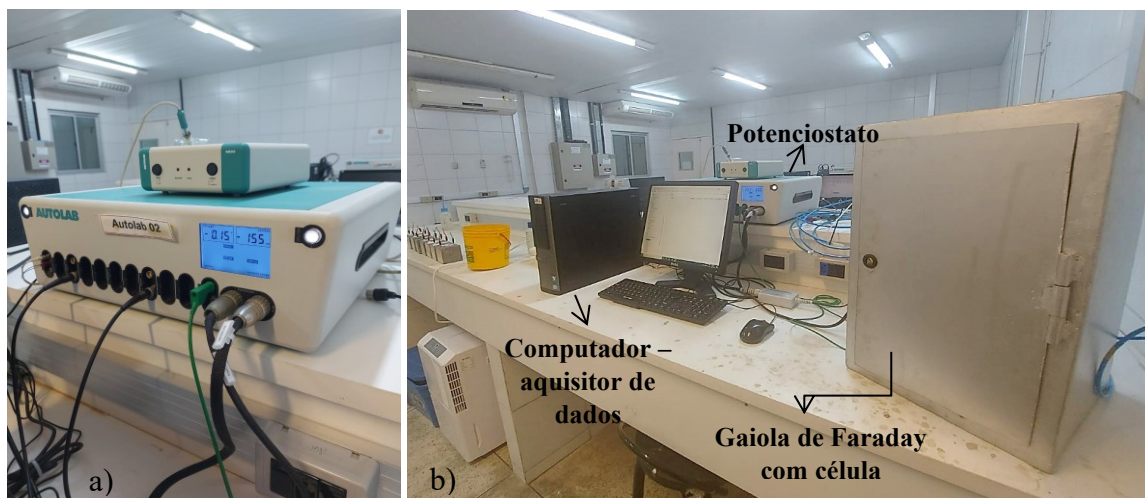 AUTOLAB
Autolab 02
-0.15
-155
a)
Potenciostato
Computador –
aquisitor de
dados
Gaiola de Faraday
com célula
b)